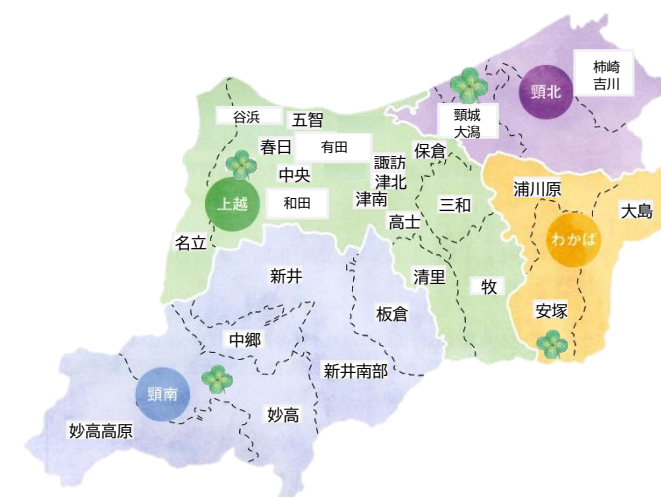 柿崎
吉川
頸北
頸城
大潟
谷浜
五智
春日
有田
保倉
諏訪
中央
津北
浦川原
津南
和田
上越
三和
大島
高士
わかば
名立
新井
清里
牧
板倉
安塚
中郷
新井南部
頸南
妙高
妙高高原